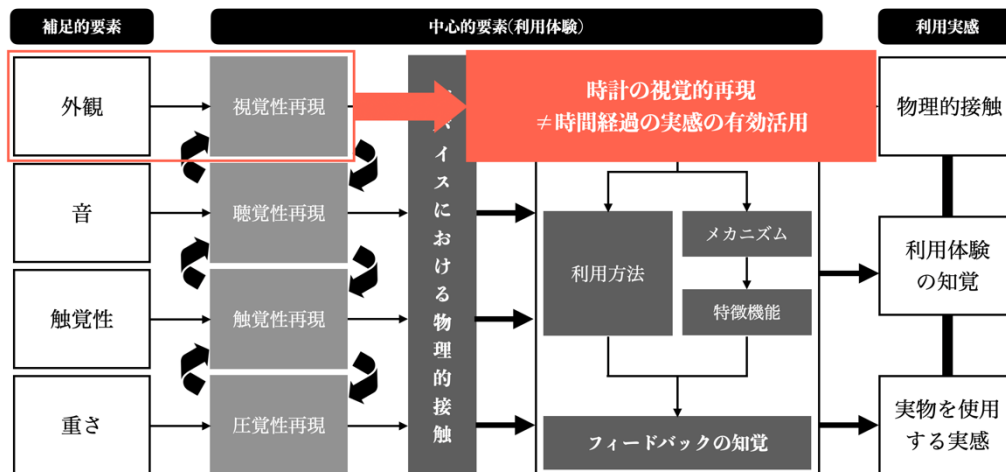 補足的要素
中心的要素(利用体験)
利用実感
外観
視覚性再現
時計の視覚的再現
≠時間経過の実感の有効活用
物理的接触
音
聴覚性再現
イスにおける物理的接触
利用方法
メカニズム
特徴機能
利用体験
の知覚
触覚性
触覚性再現
重さ
圧覚性再現
フィードバックの知覚
実物を使用
する実感